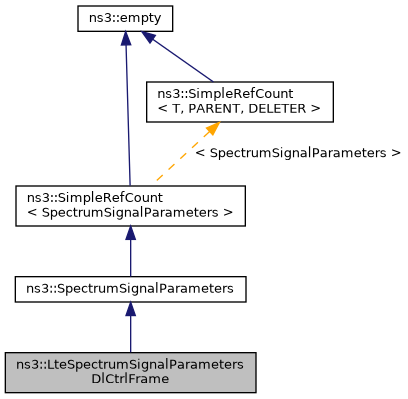 ns3::empty
ns3::SimpleRefCount
< T, PARENT, DELETER >
< SpectrumSignalParameters >
ns3::SimpleRefCount
< SpectrumSignalParameters >
ns3::SpectrumSignalParameters
ns3::LteSpectrumSignalParameters
DlCtrlFrame